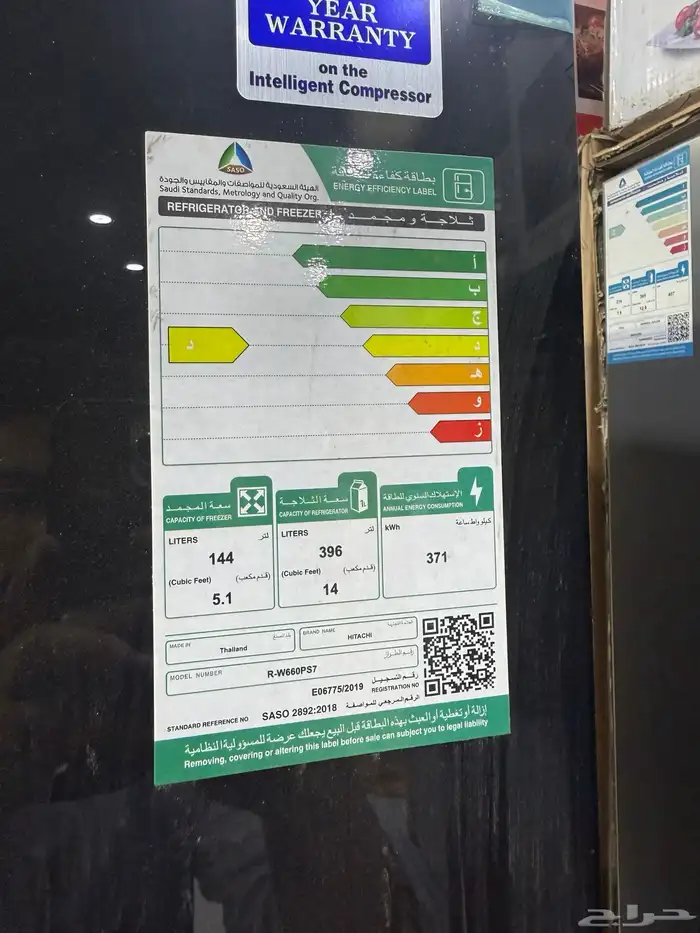 YEAR
WARRANTY
on the
Intelligent Compressor
SASO
الهيئة السعودية للمواصفات والمقاييس والجودة
Saudi Standards, Metrology and Quality Org.
بطاقة كفاءة
ENERGY EFFICIENCY LABEL
REFRIGERATOR AND FREEZER
ثلاجة و مجمد
أ
ب
ج
د
د
هـ
و
ز
سعة المجمد
CAPACITY OF FREEZER
LITERS لتر
144
(Cubic Feet) (قدم مكعب)
5.1
سعة الثلاجة
CAPACITY OF REFRIGERATOR
LITERS لتر
396
(Cubic Feet) (قدم مكعب)
14
الإستهلاك السنوي للطاقة
ANNUAL ENERGY CONSUMPTION
kWh كيلو واط.ساعة
371
MADE IN بلد الصنع
Thailand
BRAND NAME العلامة التجارية
HITACHI
MODEL NUMBER رقم الطراز
R-W660PS7
E06775/2019 رقم التسجيل
REGISTRATION NO
STANDARD REFERENCE NO SASO 2892:2018 الرقم المرجعي للمواصفة
إزالة أو تغطية أو العبث بهذه البطاقة قبل البيع يجعلك عرضة للمسؤولية النظامية
Removing, covering or altering this label before sale can subject you to legal liability
حراج